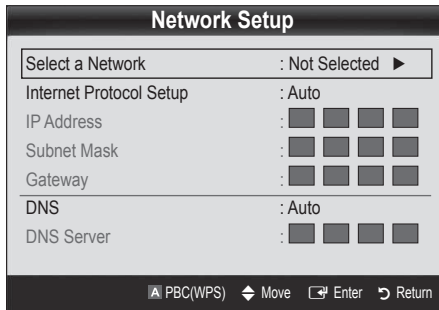 Network Setup
Select a Network : Not Selected ►
Internet Protocol Setup : Auto
IP Address :
Subnet Mask :
Gateway :
DNS : Auto
DNS Server :
A PBC(WPS) Move Enter Return